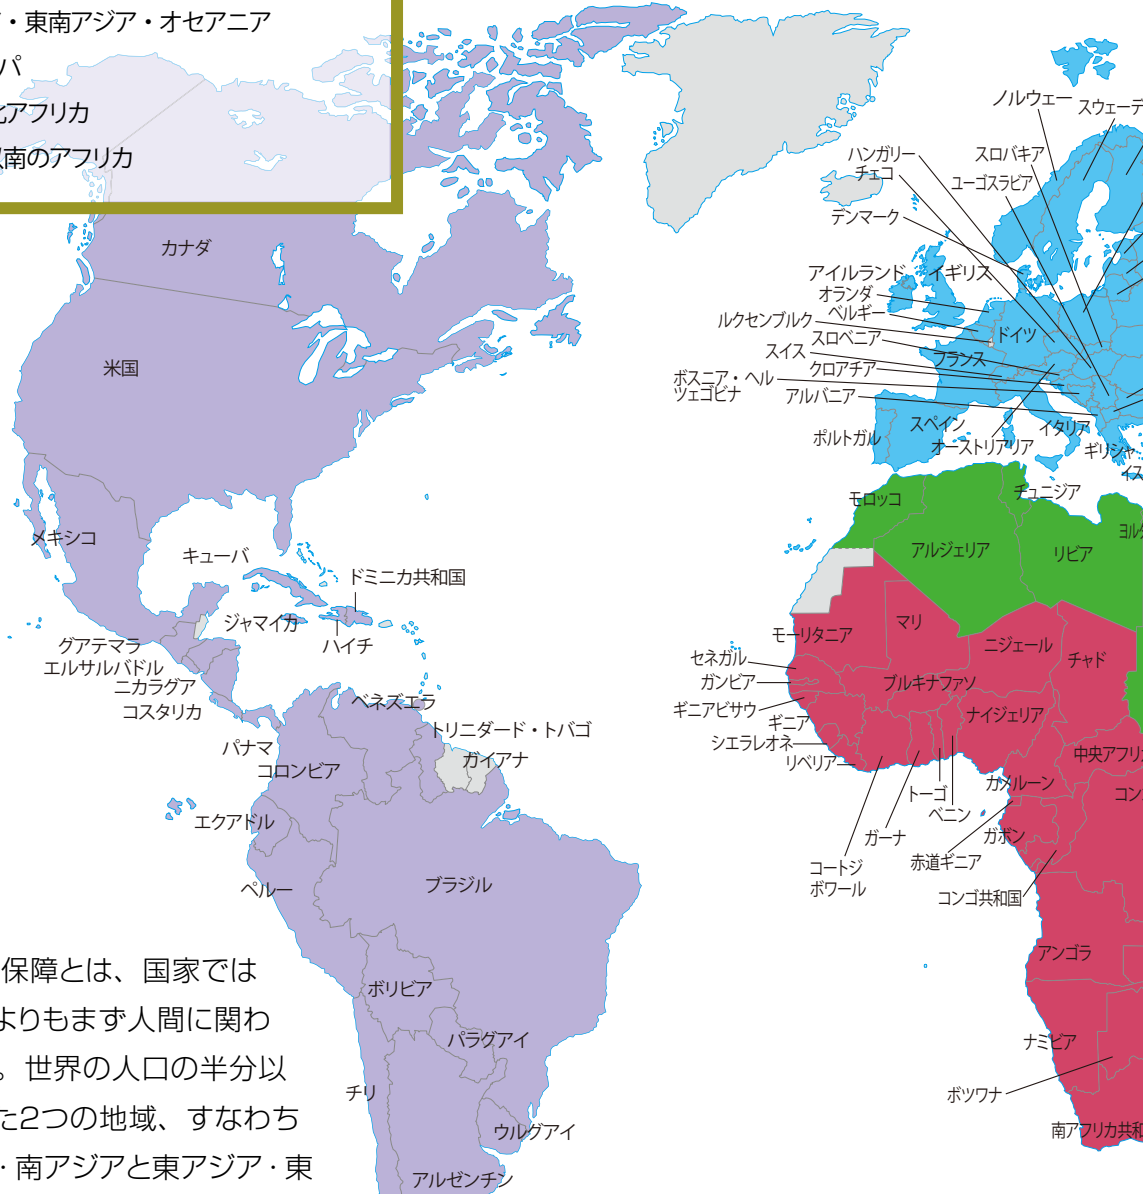 ・東南アジア・オセアニア
パ
アフリカ
南のアフリカ
カナダ
米国
メキシコ
キューバ
ドミニカ共和国
ジャマイカ
ハイチ
グアテマラ
エルサルバドル
ニカラグア
コスタリカ
パナマ
ベネズエラ
トリニダード・トバゴ
ガイアナ
コロンビア
エクアドル
ペルー
ブラジル
ボリビア
パラグアイ
チリ
ウルグアイ
アルゼンチン
ノルウェー
スウェーデ
ハンガリー
チェコ
スロバキア
ユーゴスラビア
デンマーク
アイルランド
イギリス
オランダ
ベルギー
ルクセンブルク
スロベニア
ドイツ
スイス
フランス
クロアチア
ボスニア・ヘル
ツェゴビナ
アルバニア
スペイン
イタリア
ポルトガル
オーストリアリア
ギリシャ
イス
モロッコ
チュニジア
アルジェリア
リビア
ヨル
モーリタニア
マリ
ニジェール
チャド
セネガル
ガンビア
ブルキナファソ
ギニアビサウ
ギニア
ナイジェリア
シエラレオネ
リベリア
中央アフリ
カメルーン
コン
トーゴ
ベニン
ガーナ
ガボン
赤道ギニア
コートジ
ボワール
コンゴ共和国
アンゴラ
ナミビア
ボツワナ
南アフリカ共和
保障とは、国家では
よりもまず人間に関わ
。世界の人口の半分以
た2つの地域、すなわち
・南アジアと東アジア・東